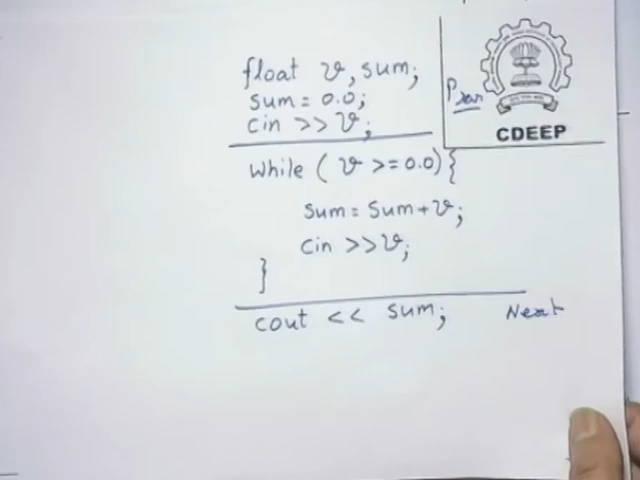 float v, sum;
sum = 0.0;
cin >> v;
while ( v >= 0.0) {
sum = sum + v;
cin >> v;
}
cout << sum;
Next
CDEEP